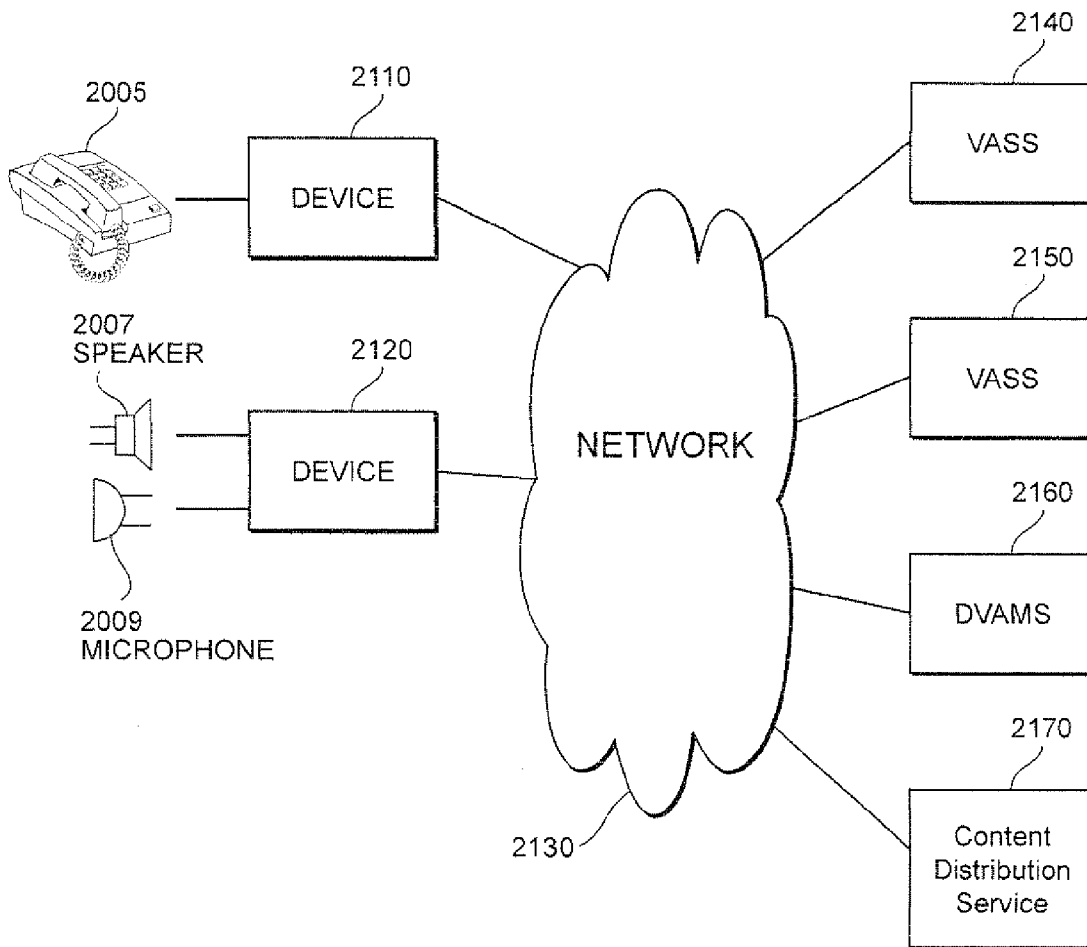 2140
2110
2005
VASS
DEVICE
2150
2007
SPEAKER
2120
VASS
NETWORK
DEVICE
2160
2009
MICROPHONE
DVAMS
2170
2130
Content
Distribution
Service